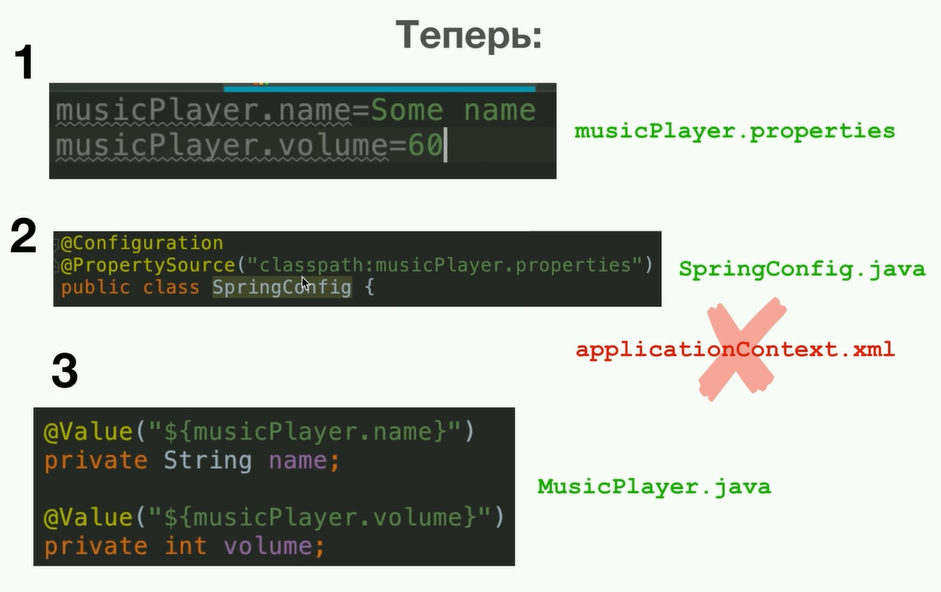 Теперь:
1
musicPlayer.name=Some name
musicPlayer.volume=60
musicPlayer.properties
2
@Configuration
@PropertySource("classpath:musicPlayer.properties")
public class SpringConfig {
SpringConfig.java
applicationContext.xml
3
@Value("${musicPlayer.name}")
private String name;
@Value("${musicPlayer.volume}")
private int volume;
MusicPlayer.java